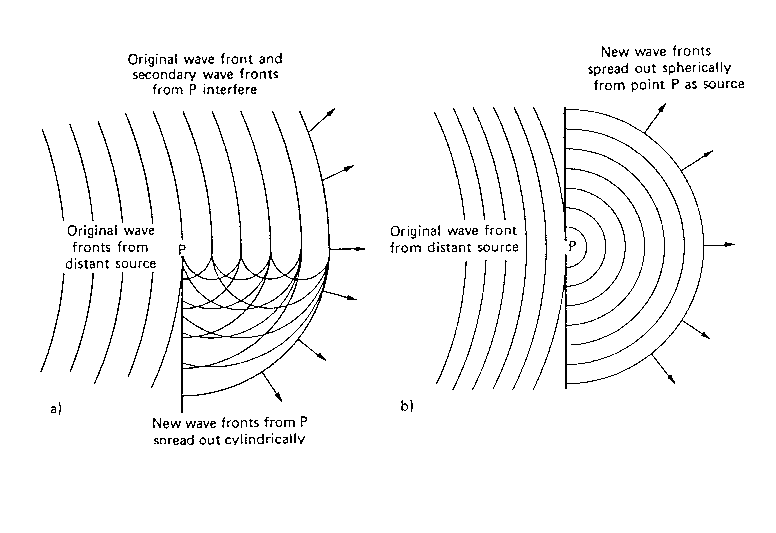 Original wave front and
secondary wave fronts
from P interfere
Original wave
fronts from
distant source
P
a)
New wave fronts from P
spread out cylindrically
New wave fronts
spread out spherically
from point P as source
Original wave front
from distant source
P
b)